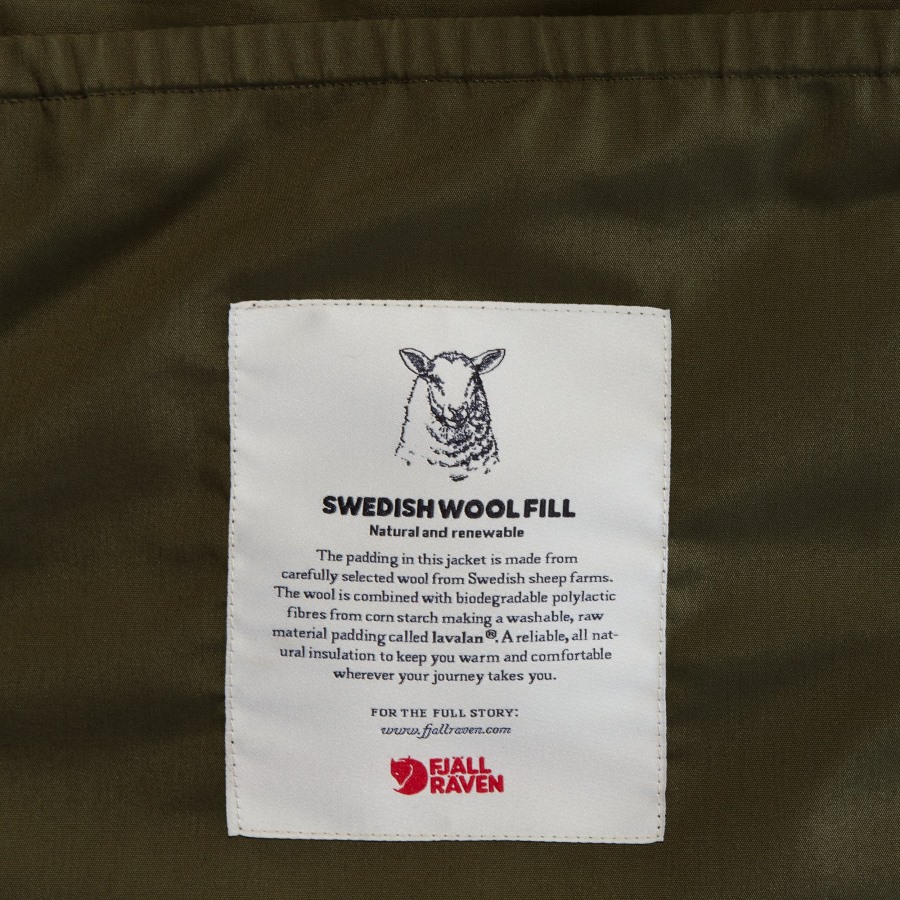 SWEDISH WOOL FILL
Natural and renewable
The padding in this jacket is made from
carefully selected wool from Swedish sheep farms.
The wool is combined with biodegradable polylactic
fibres from corn starch making a washable, raw
material padding called lavalan®. A reliable, all nat-
ural insulation to keep you warm and comfortable
wherever your journey takes you.
FOR THE FULL STORY:
www.fjallraven.com
FJÄLL
RÄVEN